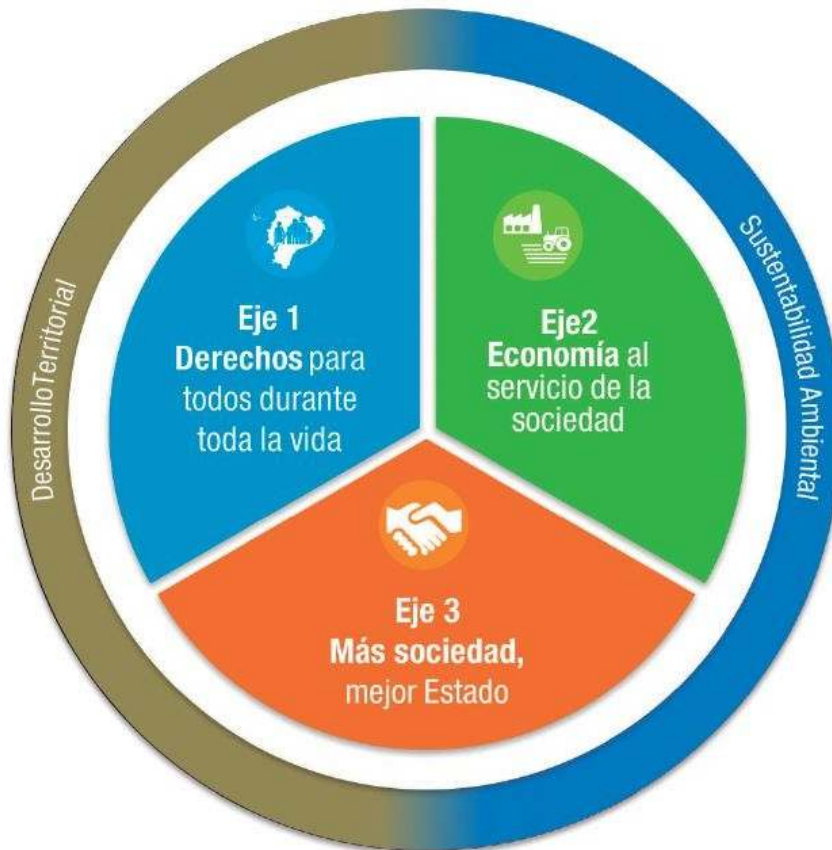 Desarrollo Territorial
Eje 1
Derechos para
todos durante
toda la vida
Eje2
Economía al
servicio de la
sociedad
Sustentabilidad Ambiental
Eje 3
Más sociedad,
mejor Estado